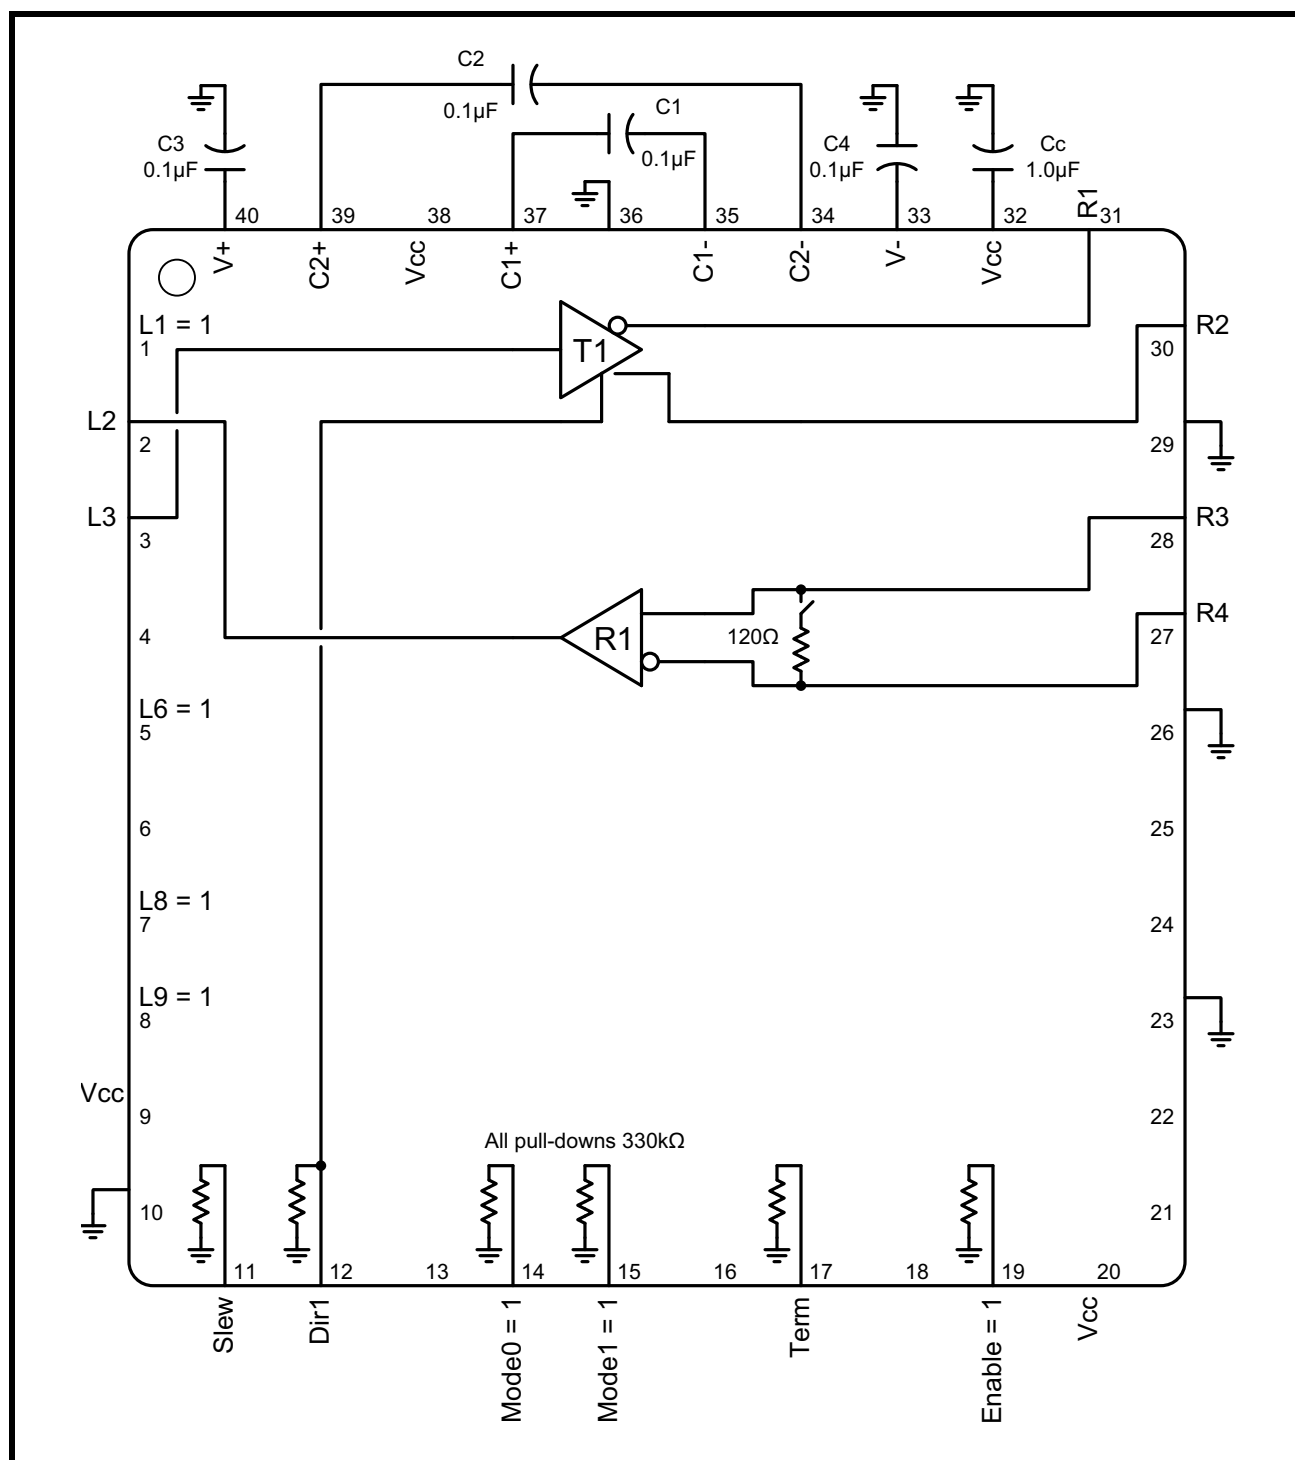 C2
0.1µF
C1
0.1µF
C3
0.1µF
C4
0.1µF
Cc
1.0µF
R1
40
39
38
37
36
35
34
33
32
31
V+
C2+
Vcc
C1+
C1-
C2-
V-
Vcc
L1 = 1
1
T1
R2
30
L2
2
29
L3
3
R3
28
4
R1
120Ω
R4
27
L6 = 1
5
26
6
25
L8 = 1
7
24
L9 = 1
8
23
Vcc
9
22
All pull-downs 330kΩ
10
21
11
12
13
14
15
16
17
18
19
20
Slew
Dir1
Mode0 = 1
Mode1 = 1
Term
Enable = 1
Vcc